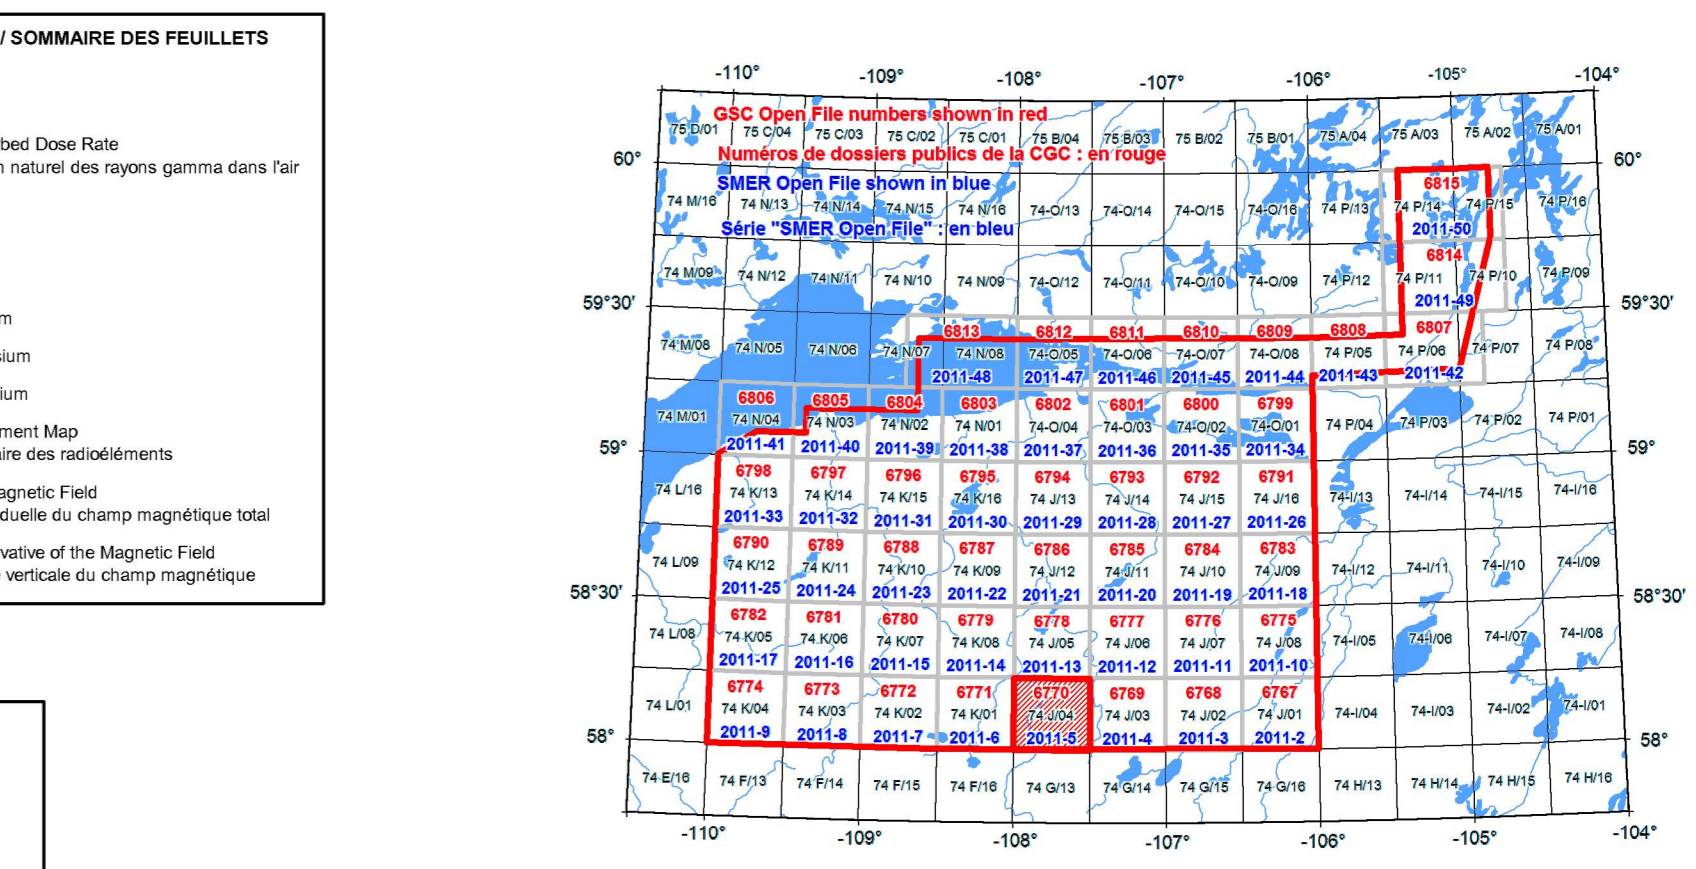 / SOMMAIRE DES FEUILLETS
rbed Dose Rate
n naturel des rayons gamma dans l'air
m
sium
ium
ment Map
aire des radioéléments
agnetic Field
duelle du champ magnétique total
vative of the Magnetic Field
e verticale du champ magnétique
-110° -109° -108° -107° -106° -105° -104°
GSC Open File numbers shown in red
75 D/01 75 C/04 75 C/03 75 C/02 75 C/01 75 B/04 75 B/03 75 B/02 75 B/01 75 A/04 75 A/03 75 A/02 75 A/01
Numéros de dossiers publics de la CGC : en rouge
60° 60°
SMER Open File shown in blue 6815
74 M/16 74 N/13 74 N/14 74 N/15 74 N/16 74-O/13 74-O/14 74-O/15 74-O/16 74 P/13 74 P/14 74 P/15 74 P/16
Série "SMER Open File" : en bleu 2011-50
6814
74 M/09 74 N/12 74 N/11 74 N/10 74 N/09 74-O/12 74-O/11 74-O/10 74-O/09 74 P/12 74 P/11 74 P/10 74 P/09
59°30' 2011-49 59°30'
6813 6812 6811 6810 6809 6808 6807
74 M/08 74 N/05 74 N/06 74 N/07 74 N/08 74-O/05 74-O/06 74-O/07 74-O/08 74 P/05 74 P/06 74 P/07 74 P/08
2011-48 2011-47 2011-46 2011-45 2011-44 2011-43 2011-42
6806 6805 6804 6803 6802 6801 6800 6799
74 M/01 74 N/04 74 N/03 74 N/02 74 N/01 74-O/04 74-O/03 74-O/02 74-O/01 74 P/04 74 P/03 74 P/02 74 P/01
59° 2011-41 2011-40 2011-39 2011-38 2011-37 2011-36 2011-35 2011-34 59°
6798 6797 6796 6795 6794 6793 6792 6791
74 L/16 74 K/13 74 K/14 74 K/15 74 K/16 74 J/13 74 J/14 74 J/15 74 J/16 74-I/13 74-I/14 74-I/15 74-I/16
2011-33 2011-32 2011-31 2011-30 2011-29 2011-28 2011-27 2011-26
6790 6789 6788 6787 6786 6785 6784 6783
74 L/09 74 K/12 74 K/11 74 K/10 74 K/09 74 J/12 74 J/11 74 J/10 74 J/09 74-I/12 74-I/11 74-I/10 74-I/09
58°30' 2011-25 2011-24 2011-23 2011-22 2011-21 2011-20 2011-19 2011-18 58°30'
6782 6781 6780 6779 6778 6777 6776 6775
74 L/08 74 K/05 74 K/06 74 K/07 74 K/08 74 J/05 74 J/06 74 J/07 74 J/08 74-I/05 74-I/06 74-I/07 74-I/08
2011-17 2011-16 2011-15 2011-14 2011-13 2011-12 2011-11 2011-10
6774 6773 6772 6771 6770 6769 6768 6767
74 L/01 74 K/04 74 K/03 74 K/02 74 K/01 74 J/04 74 J/03 74 J/02 74 J/01 74-I/04 74-I/03 74-I/02 74-I/01
58° 2011-9 2011-8 2011-7 2011-6 2011-5 2011-4 2011-3 2011-2 58°
74 E/16 74 F/13 74 F/14 74 F/15 74 F/16 74 G/13 74 G/14 74 G/15 74 G/16 74 H/13 74 H/14 74 H/15 74 H/16
-110° -109° -108° -107° -106° -105° -104°